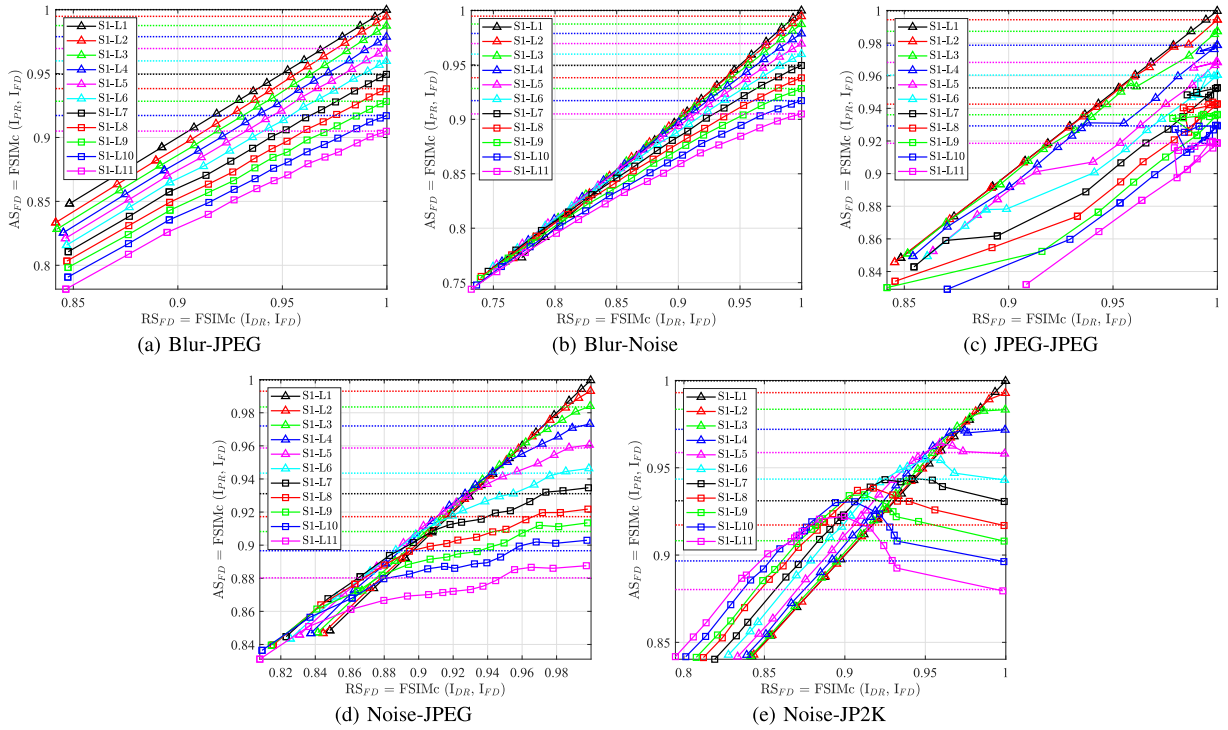 1
0.95
0.9
0.85
0.8
0.85
0.9
0.95
1
AS_FD = FSIMc (I_PR, I_FD)
RS_FD = FSIMc (I_DR, I_FD)
S1-L1
S1-L2
S1-L3
S1-L4
S1-L5
S1-L6
S1-L7
S1-L8
S1-L9
S1-L10
S1-L11
(a) Blur-JPEG
1
0.95
0.9
0.85
0.8
0.75
0.75
0.8
0.85
0.9
0.95
1
AS_FD = FSIMc (I_PR, I_FD)
RS_FD = FSIMc (I_DR, I_FD)
S1-L1
S1-L2
S1-L3
S1-L4
S1-L5
S1-L6
S1-L7
S1-L8
S1-L9
S1-L10
S1-L11
(b) Blur-Noise
1
0.98
0.96
0.94
0.92
0.9
0.88
0.86
0.84
0.85
0.9
0.95
1
AS_FD = FSIMc (I_PR, I_FD)
RS_FD = FSIMc (I_DR, I_FD)
S1-L1
S1-L2
S1-L3
S1-L4
S1-L5
S1-L6
S1-L7
S1-L8
S1-L9
S1-L10
S1-L11
(c) JPEG-JPEG
1
0.98
0.96
0.94
0.92
0.9
0.88
0.86
0.84
0.82
0.84
0.86
0.88
0.9
0.92
0.94
0.96
0.98
AS_FD = FSIMc (I_PR, I_FD)
RS_FD = FSIMc (I_DR, I_FD)
S1-L1
S1-L2
S1-L3
S1-L4
S1-L5
S1-L6
S1-L7
S1-L8
S1-L9
S1-L10
S1-L11
(d) Noise-JPEG
1
0.95
0.9
0.85
0.8
0.85
0.9
0.95
1
AS_FD = FSIMc (I_PR, I_FD)
RS_FD = FSIMc (I_DR, I_FD)
S1-L1
S1-L2
S1-L3
S1-L4
S1-L5
S1-L6
S1-L7
S1-L8
S1-L9
S1-L10
S1-L11
(e) Noise-JP2K